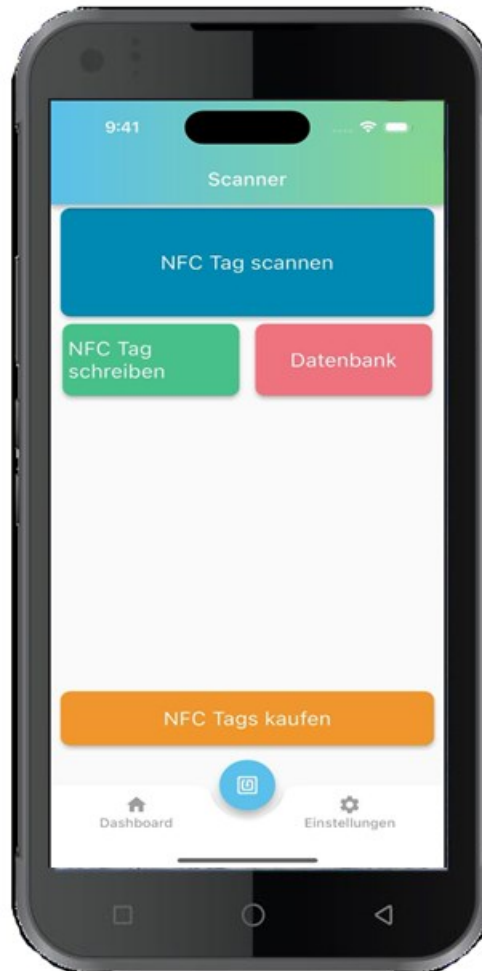 9:41
Scanner
NFC Tag scannen
NFC Tag
schreiben
Datenbank
NFC Tags kaufen
Dashboard
Einstellungen